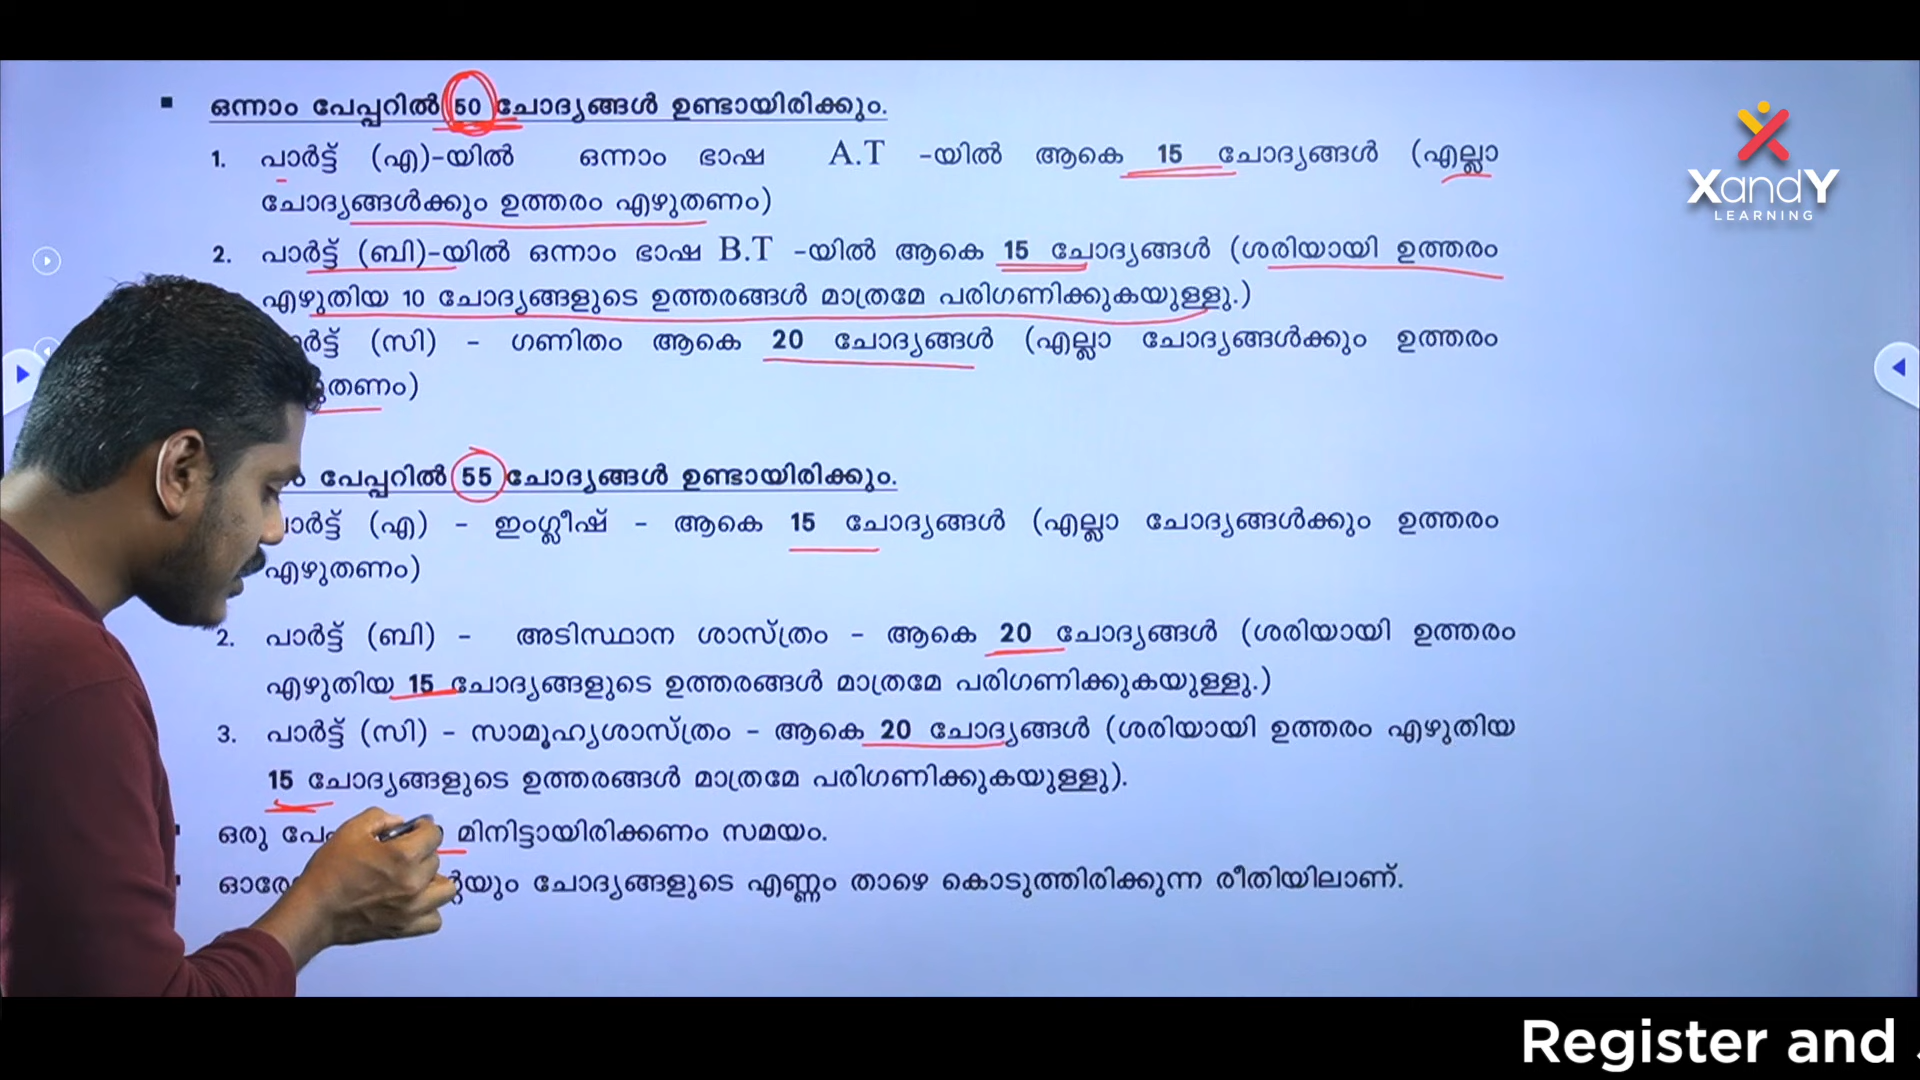 ഒന്നാം പേപ്പറിൽ 50 ചോദ്യങ്ങൾ ഉണ്ടായിരിക്കും.
1. പാർട്ട് (എ)-യിൽ ഒന്നാം ഭാഷ A.T -യിൽ ആകെ 15 ചോദ്യങ്ങൾ (എല്ലാ
ചോദ്യങ്ങൾക്കും ഉത്തരം എഴുതണം)
2. പാർട്ട് (ബി)-യിൽ ഒന്നാം ഭാഷ B.T -യിൽ ആകെ 15 ചോദ്യങ്ങൾ (ശരിയായി ഉത്തരം
എഴുതിയ 10 ചോദ്യങ്ങളുടെ ഉത്തരങ്ങൾ മാത്രമേ പരിഗണിക്കുകയുള്ളു.)
(സി) - ഗണിതം ആകെ 20 ചോദ്യങ്ങൾ (എല്ലാ ചോദ്യങ്ങൾക്കും ഉത്തരം
പേപ്പറിൽ 55 ചോദ്യങ്ങൾ ഉണ്ടായിരിക്കും.
(എ) - ഇംഗ്ലീഷ് - ആകെ 15 ചോദ്യങ്ങൾ (എല്ലാ ചോദ്യങ്ങൾക്കും ഉത്തരം
എഴുതണം)
2. പാർട്ട് (ബി) - അടിസ്ഥാന ശാസ്ത്രം - ആകെ 20 ചോദ്യങ്ങൾ (ശരിയായി ഉത്തരം
എഴുതിയ 15 ചോദ്യങ്ങളുടെ ഉത്തരങ്ങൾ മാത്രമേ പരിഗണിക്കുകയുള്ളു.)
3. പാർട്ട് (സി) - സാമൂഹ്യശാസ്ത്രം - ആകെ 20 ചോദ്യങ്ങൾ (ശരിയായി ഉത്തരം എഴുതിയ
15 ചോദ്യങ്ങളുടെ ഉത്തരങ്ങൾ മാത്രമേ പരിഗണിക്കുകയുള്ളു).
ഒരു മിനിട്ടായിരിക്കണം സമയം.
ചോദ്യങ്ങളുടെ എണ്ണം താഴെ കൊടുത്തിരിക്കുന്ന രീതിയിലാണ്.
XandY
LEARNING
Register and